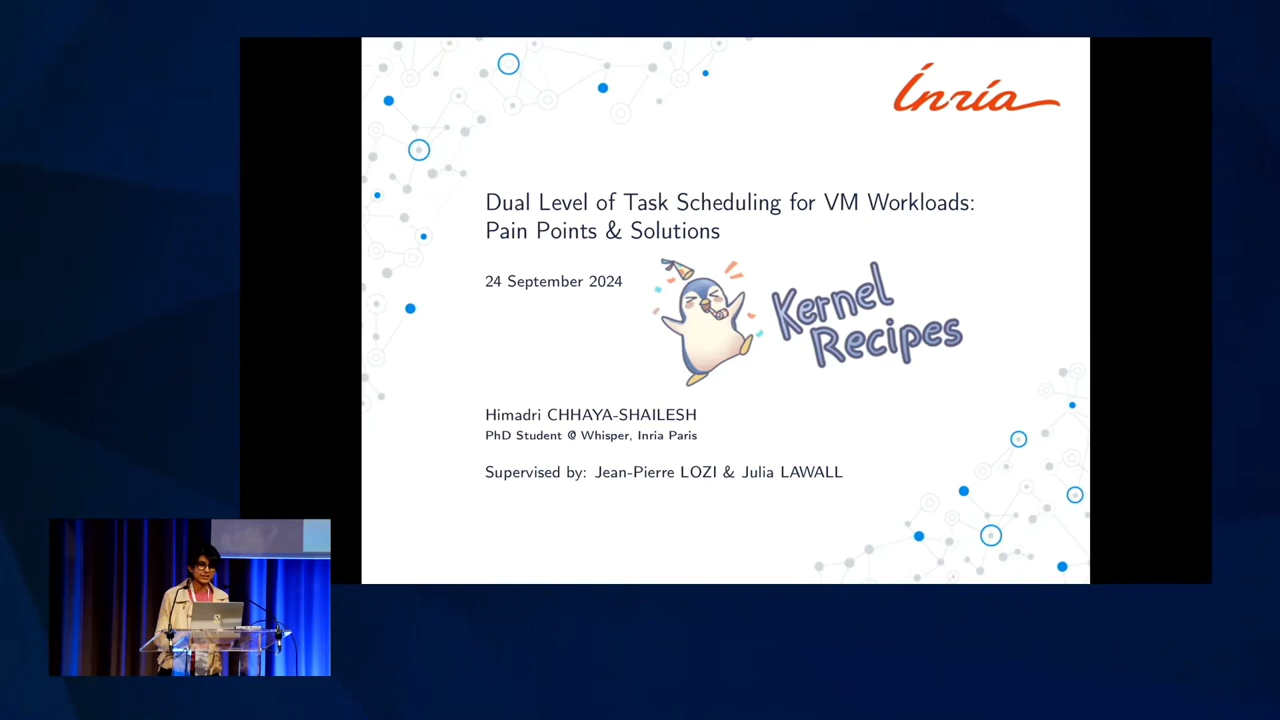 Inria
Dual Level of Task Scheduling for VM Workloads:
Pain Points & Solutions
24 September 2024
Kernel
Recipes
Himadri CHHAYA-SHAILESH
PhD Student @ Whisper, Inria Paris
Supervised by: Jean-Pierre LOZI & Julia LAWALL